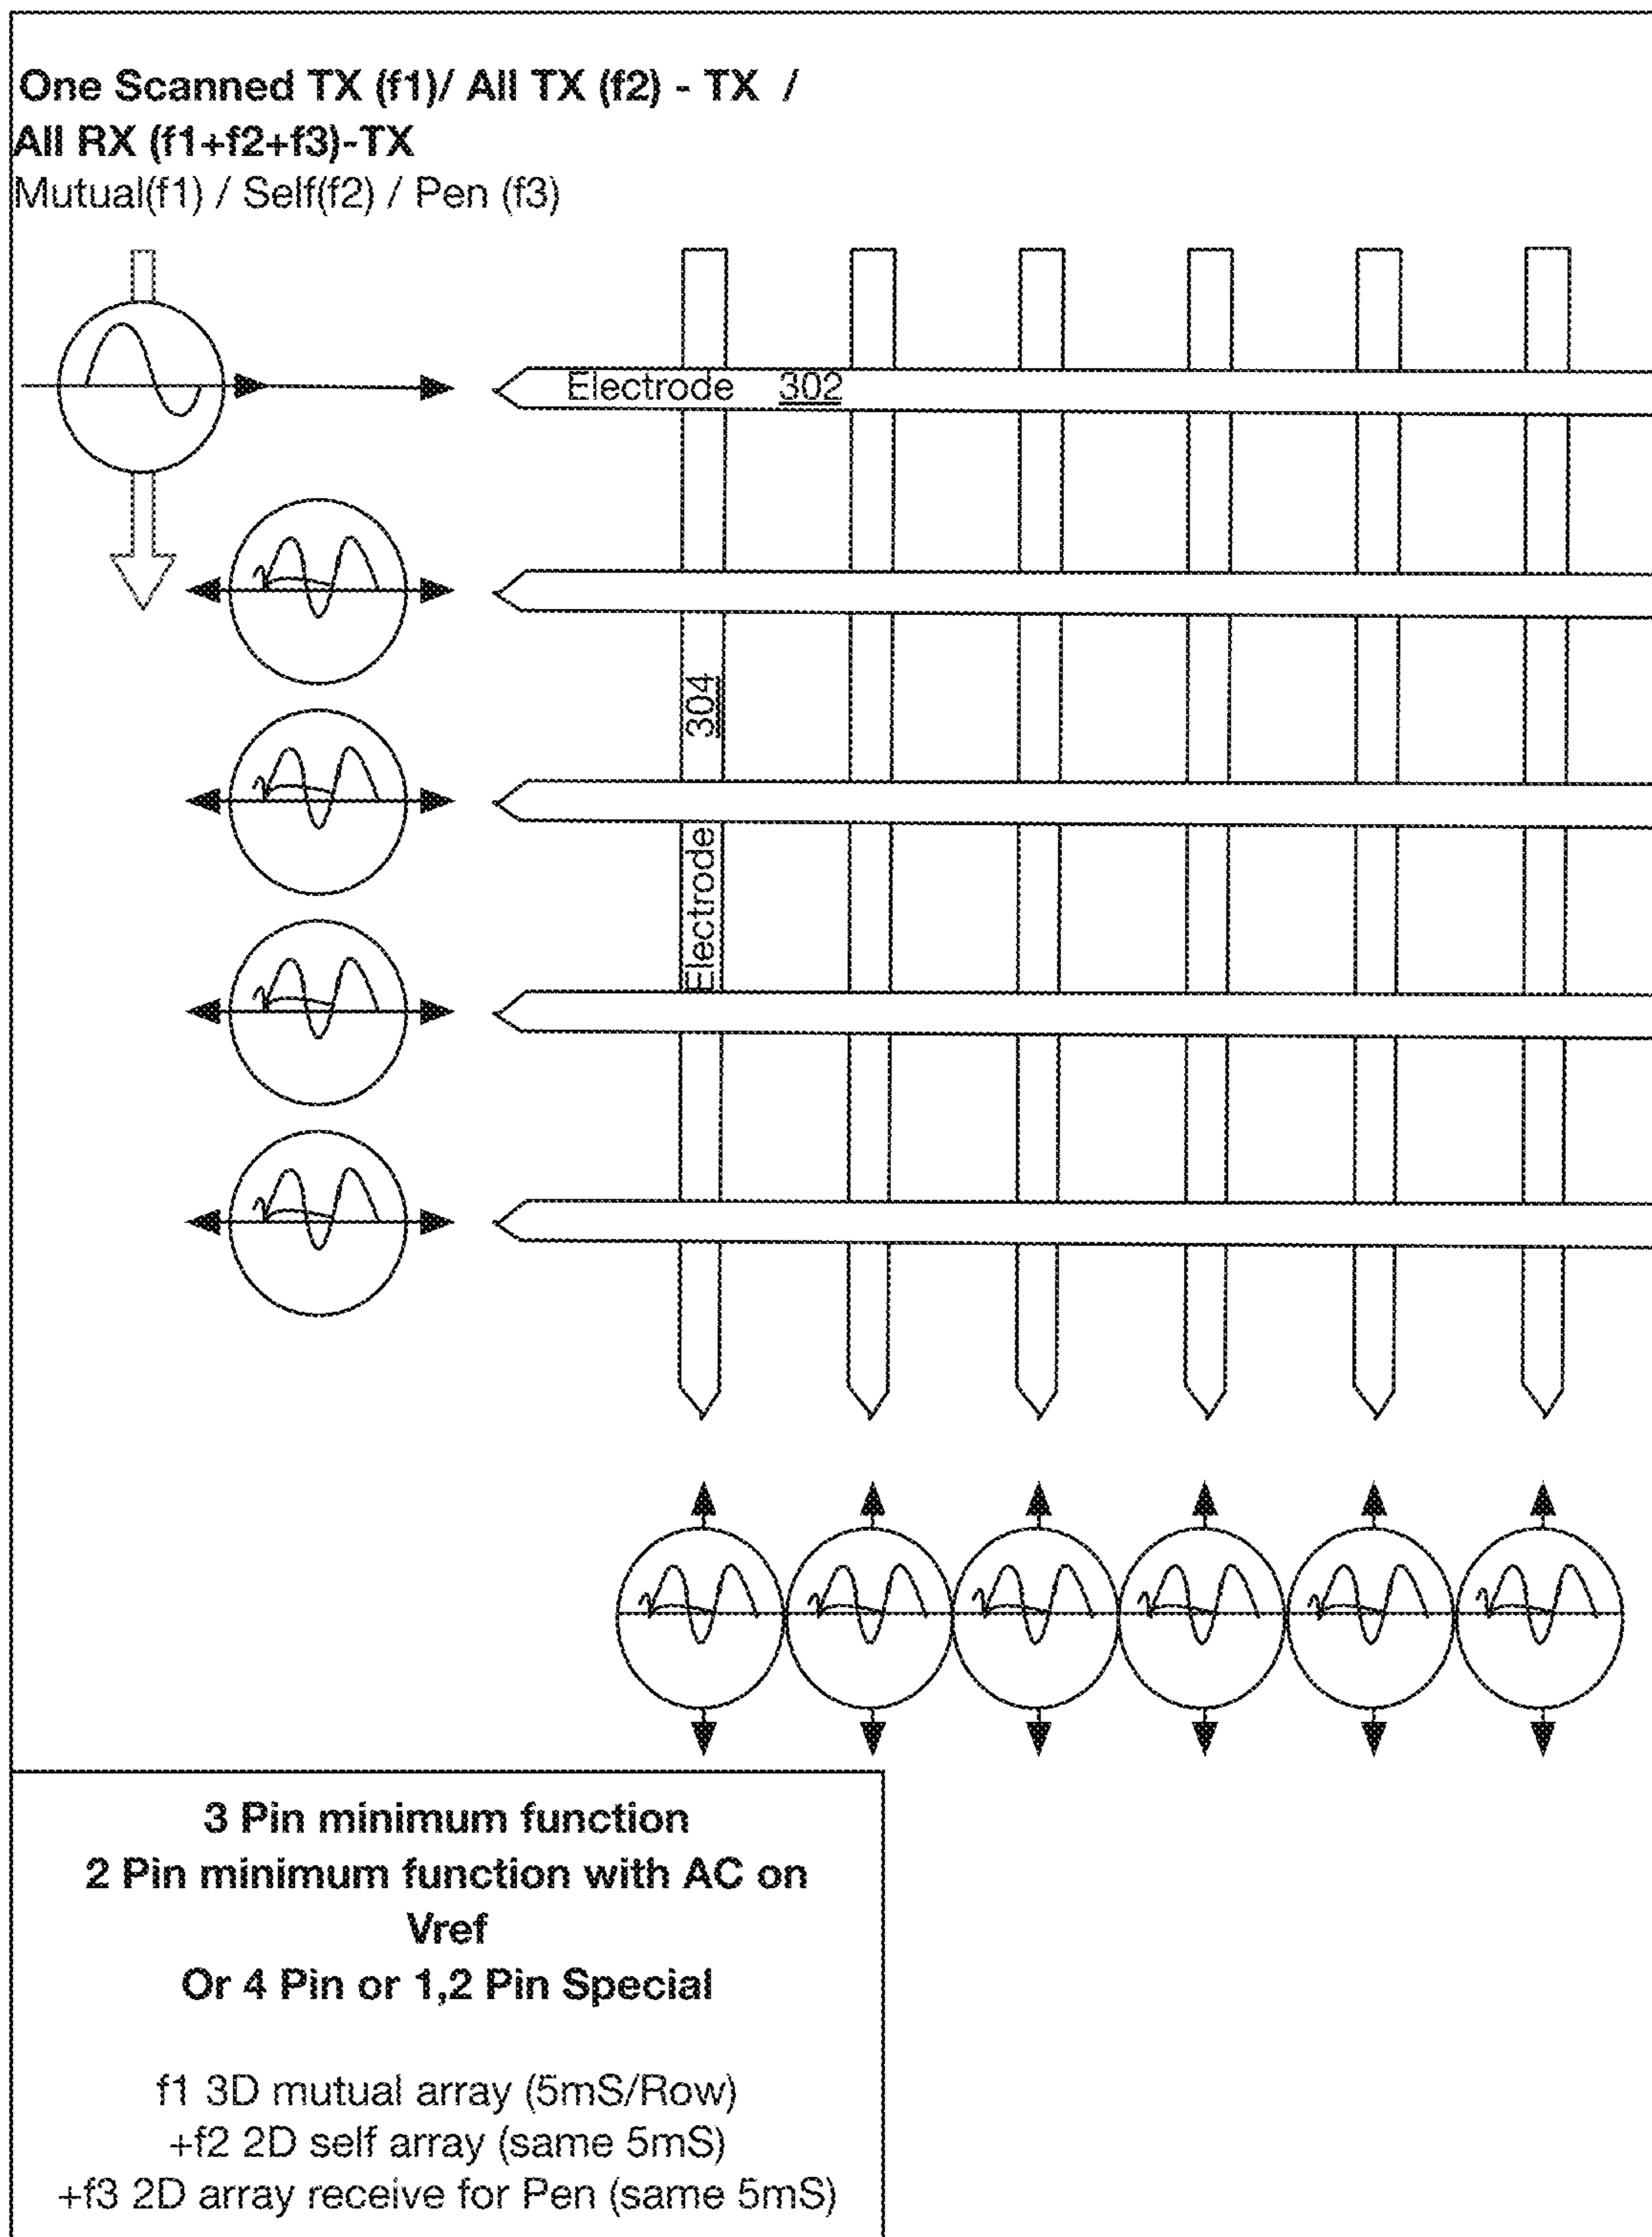 One Scanned TX (f1)/ All TX (f2) - TX /
All RX (f1+f2+f3)-TX
Mutual(f1) / Self(f2) / Pen (f3)
Electrode 302
304
Electrode
3 Pin minimum function
2 Pin minimum function with AC on
Vref
Or 4 Pin or 1,2 Pin Special
f1 3D mutual array (5mS/Row)
+f2 2D self array (same 5mS)
+f3 2D array receive for Pen (same 5mS)